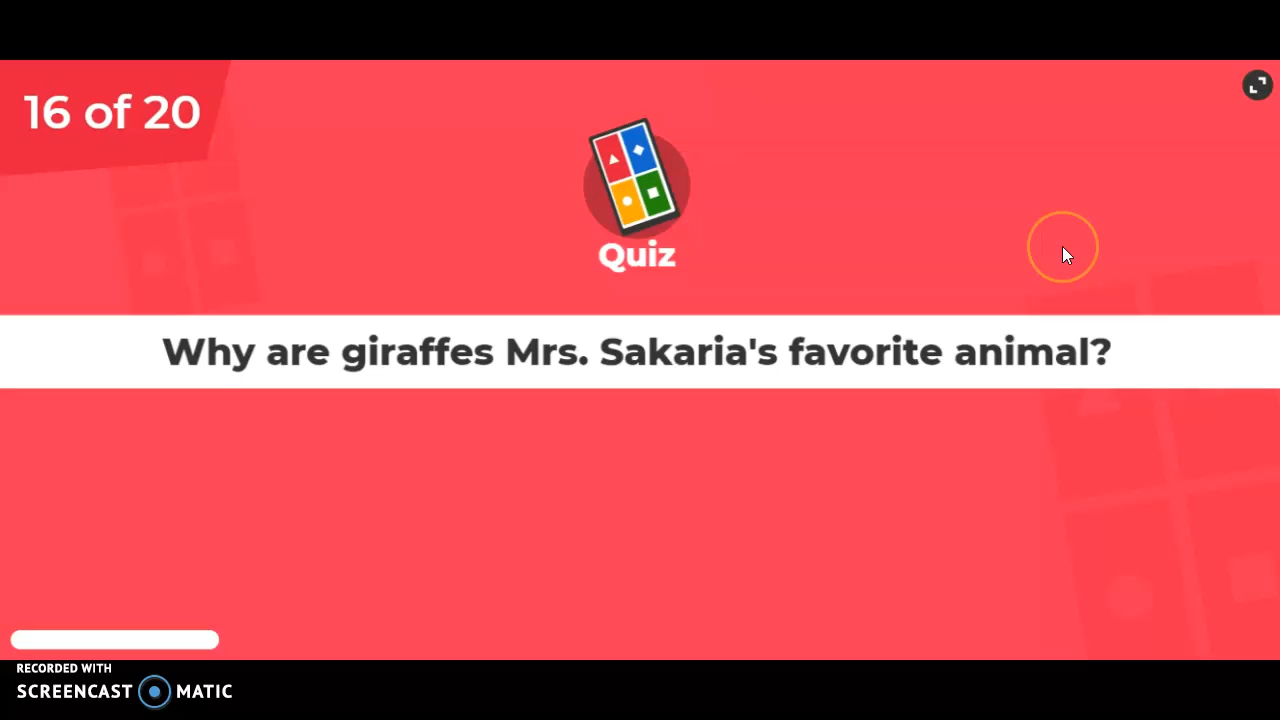 16 of 20
Quiz
Why are giraffes Mrs. Sakaria's favorite animal?
RECORDED WITH
SCREENCAST MATIC